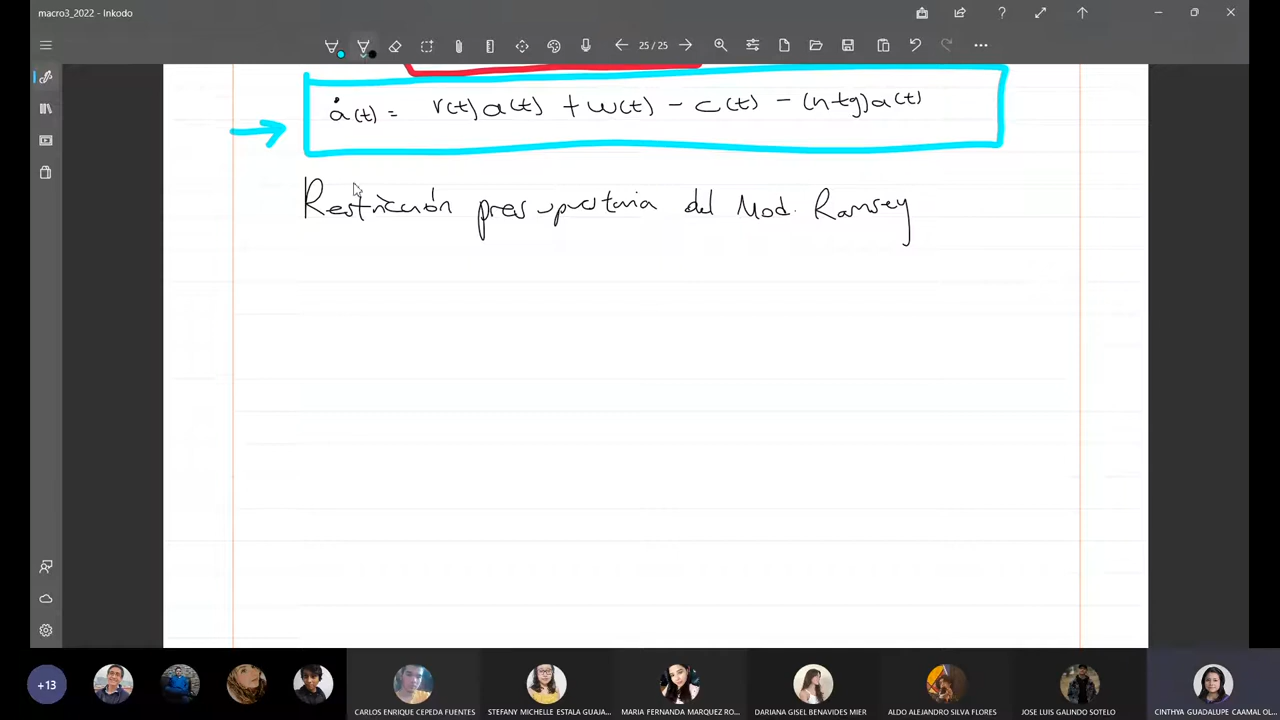 macro3_2022 - Inkodo
25 / 25
ȧ(t) = r(t)a(t) + w(t) - c(t) - (n+g)a(t)
Restricción presupuestaria del Mod. Ramsey
+13
CARLOS ENRIQUE CEPEDA FUENTES
STEFANY MICHELLE ESTALA GUAJA...
MARIA FERNANDA MARQUEZ RO...
DARIANA GISEL BENAVIDES MIER
ALDO ALEJANDRO SILVA FLORES
JOSE LUIS GALINDO SOTELO
CINTHYA GUADALUPE CAAMAL OL...